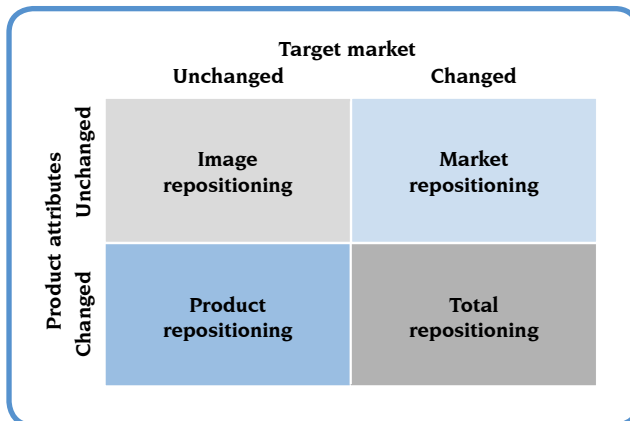 Target market
Unchanged
Changed
Product attributes
Unchanged
Image
repositioning
Market
repositioning
Changed
Product
repositioning
Total
repositioning